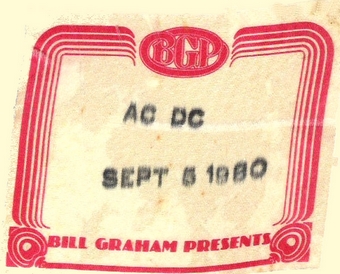 BGP
AC DC
SEPT 5 1980
BILL GRAHAM PRESENTS